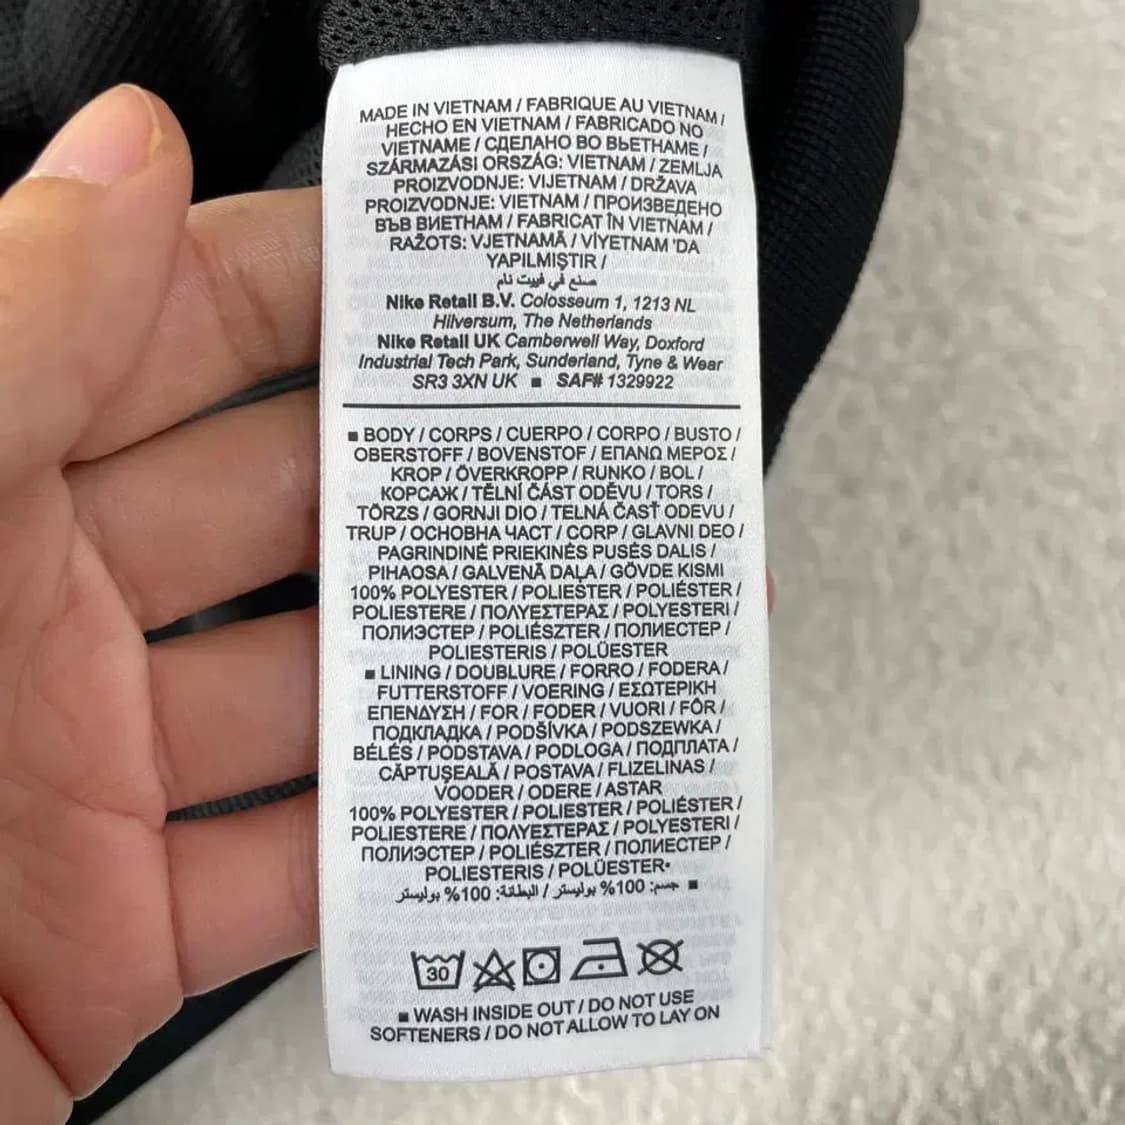 MADE IN VIETNAM / FABRIQUE AU VIETNAM /
HECHO EN VIETNAM / FABRICADO NO
VIETNAME / СДЕЛАНО ВО ВЬЕТНАМЕ /
SZÁRMAZÁSI ORSZÁG: VIETNAM / ZEMLJA
PROIZVODNJE: VIJETNAM / DRŽAVA
PROIZVODNJE: VIETNAM / ПРОИЗВЕДЕНО
ВЪВ ВИЕТНАМ / FABRICAT ÎN VIETNAM /
RAŽOTS: VJETNAMĀ / VİYETNAM 'DA
YAPILMIŞTIR /
صنع في فييت نام
Nike Retail B.V. Colosseum 1, 1213 NL
Hilversum, The Netherlands
Nike Retail UK Camberwell Way, Doxford
Industrial Tech Park, Sunderland, Tyne & Wear
SR3 3XN UK ■ SAF# 1329922
■ BODY / CORPS / CUERPO / CORPO / BUSTO /
OBERSTOFF / BOVENSTOF / ΕΠΑΝΩ ΜΕΡΟΣ /
KROP / ÖVERKROPP / RUNKO / BOL /
КОРСАЖ / TĚLNÍ ČÁST ODĚVU / TORS /
TÖRZS / GORNJI DIO / TELNÁ ČASŤ ODEVU /
TRUP / ОСНОВНА ЧАСТ / CORP / GLAVNI DEO /
PAGRINDINĖ PRIEKINĖS PUSĖS DALIS /
PIHAOSA / GALVENĀ DAĻA / GÖVDE KISMI
100% POLYESTER / POLIESTER / POLIÉSTER /
POLIESTERE / ΠΟΛΥΕΣΤΕΡΑΣ / POLYESTERI /
ПОЛИЭСТЕР / POLIÉSZTER / ПОЛИЕСТЕР /
POLIESTERIS / POLÜESTER
■ LINING / DOUBLURE / FORRO / FODERA /
FUTTERSTOFF / VOERING / ΕΣΩΤΕΡΙΚΗ
ΕΠΕΝΔΥΣΗ / FOR / FODER / VUORI / FÔR /
ПОДКЛАДКА / PODŠÍVKA / PODSZEWKA /
BÉLÉS / PODSTAVA / PODLOGA / ПОДПЛАТА /
CĂPTUȘEALĂ / POSTAVA / FLIZELINAS /
VOODER / ODERE / ASTAR
100% POLYESTER / POLIESTER / POLIÉSTER /
POLIESTERE / ΠΟΛΥΕΣΤΕΡΑΣ / POLYESTERI /
ПОЛИЭСТЕР / POLIÉSZTER / ПОЛИЕСТЕР /
POLIESTERIS / POLÜESTER•
■ جسم: 100% بوليستر / البطانة: 100% بوليستر
30
■ WASH INSIDE OUT / DO NOT USE
SOFTENERS / DO NOT ALLOW TO LAY ON